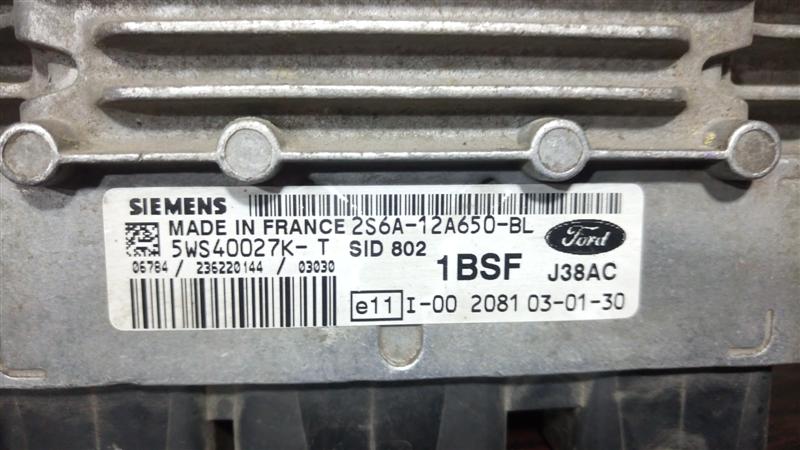 SIEMENS
MADE IN FRANCE 2S6A-12A650-BL
5WS40027K-T SID 802
Ford
06784 / 236220144 / 03030
1BSF J38AC
e11 I-00 2081 03-01-30